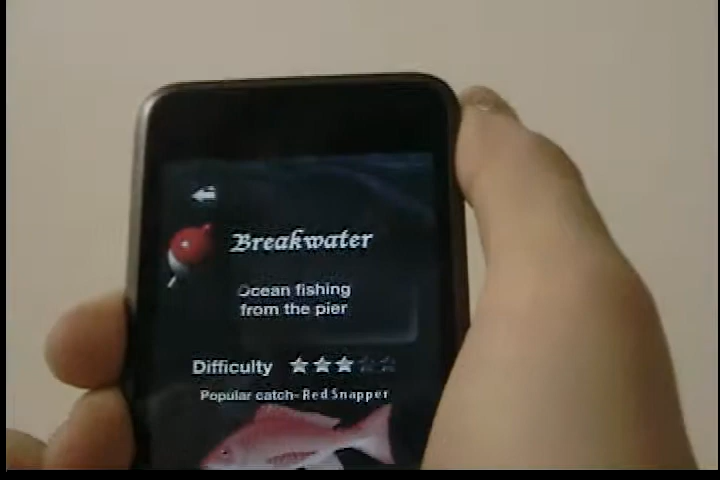 Breakwater
Ocean fishing
from the pier
Difficulty
Popular catch- Red Snapper